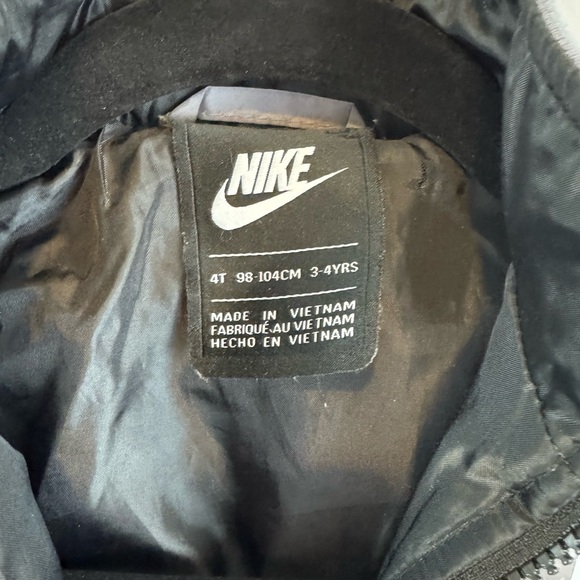 NIKE
4T 98-104CM 3-4YRS
MADE IN VIETNAM
FABRIQUÉ AU VIETNAM
HECHO EN VIETNAM